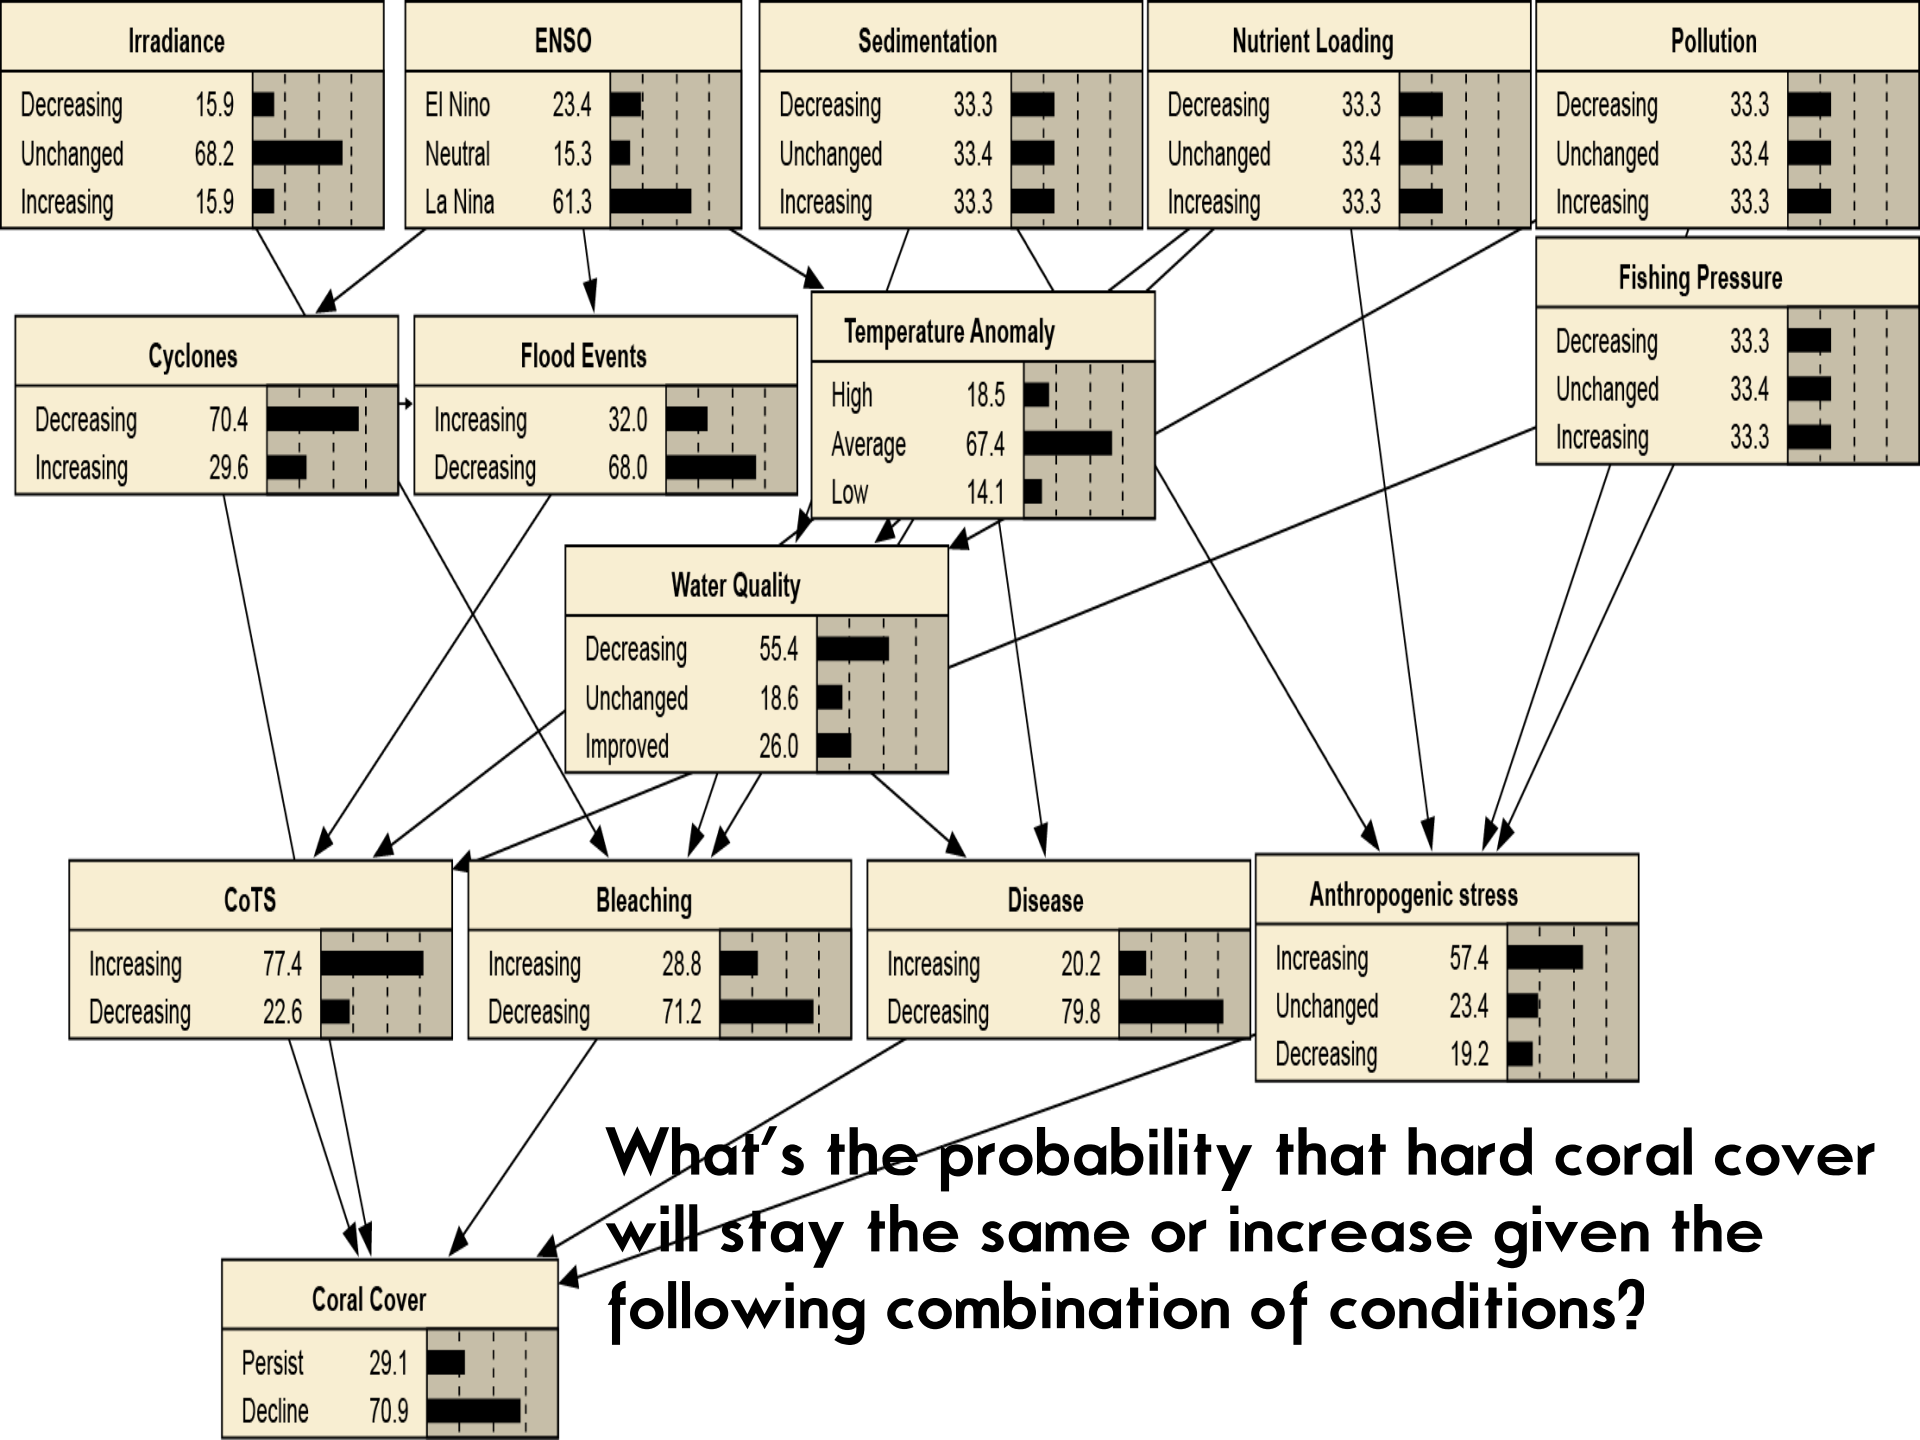 Irradiance
Decreasing 15.9
Unchanged 68.2
Increasing 15.9
ENSO
El Nino 23.4
Neutral 15.3
La Nina 61.3
Sedimentation
Decreasing 33.3
Unchanged 33.4
Increasing 33.3
Nutrient Loading
Decreasing 33.3
Unchanged 33.4
Increasing 33.3
Pollution
Decreasing 33.3
Unchanged 33.4
Increasing 33.3
Fishing Pressure
Decreasing 33.3
Unchanged 33.4
Increasing 33.3
Cyclones
Decreasing 70.4
Increasing 29.6
Flood Events
Increasing 32.0
Decreasing 68.0
Temperature Anomaly
High 18.5
Average 67.4
Low 14.1
Water Quality
Decreasing 55.4
Unchanged 18.6
Improved 26.0
CoTS
Increasing 77.4
Decreasing 22.6
Bleaching
Increasing 28.8
Decreasing 71.2
Disease
Increasing 20.2
Decreasing 79.8
Anthropogenic stress
Increasing 57.4
Unchanged 23.4
Decreasing 19.2
What's the probability that hard coral cover
will stay the same or increase given the
following combination of conditions?
Coral Cover
Persist 29.1
Decline 70.9